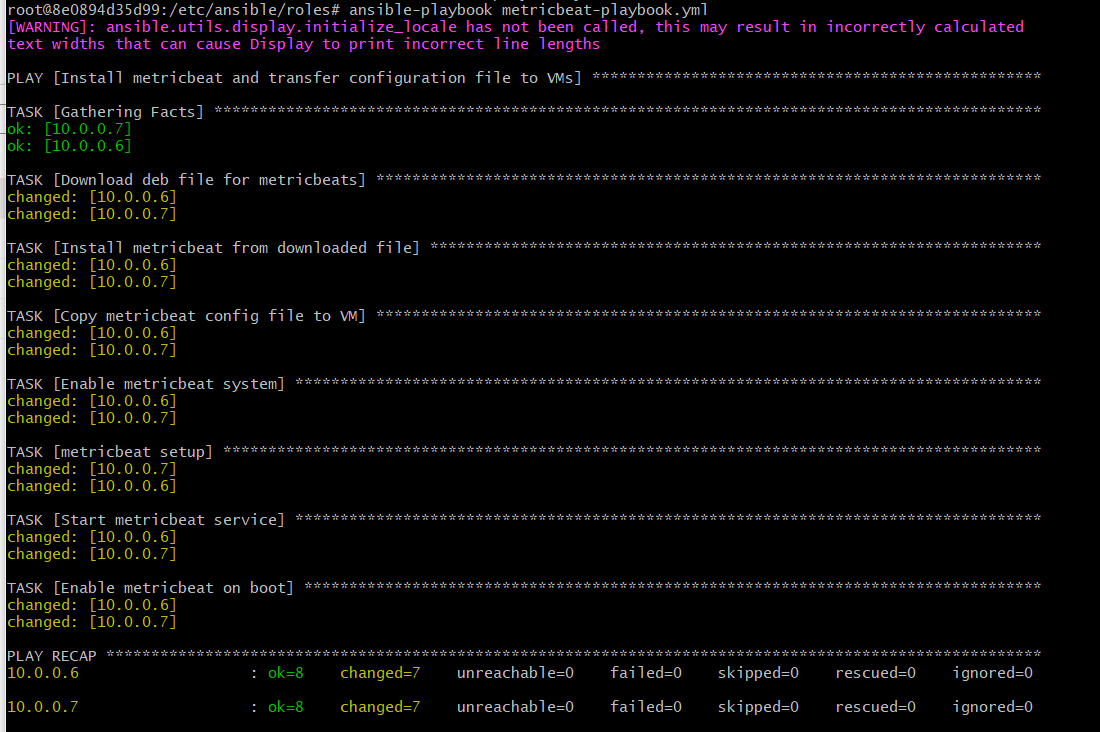 root@8e0894d35d99:/etc/ansible/roles# ansible-playbook metricbeat-playbook.yml
[WARNING]: ansible.utils.display.initialize_locale has not been called, this may result in incorrectly calculated
text widths that can cause Display to print incorrect line lengths
PLAY [Install metricbeat and transfer configuration file to VMs] **************************************************
TASK [Gathering Facts] ********************************************************************************************
ok: [10.0.0.7]
ok: [10.0.0.6]
TASK [Download deb file for metricbeats] **************************************************************************
changed: [10.0.0.6]
changed: [10.0.0.7]
TASK [Install metricbeat from downloaded file] ********************************************************************
changed: [10.0.0.6]
changed: [10.0.0.7]
TASK [Copy metricbeat config file to VM] **************************************************************************
changed: [10.0.0.6]
changed: [10.0.0.7]
TASK [Enable metricbeat system] ***********************************************************************************
changed: [10.0.0.6]
changed: [10.0.0.7]
TASK [metricbeat setup] *******************************************************************************************
changed: [10.0.0.7]
changed: [10.0.0.6]
TASK [Start metricbeat service] ***********************************************************************************
changed: [10.0.0.6]
changed: [10.0.0.7]
TASK [Enable metricbeat on boot] **********************************************************************************
changed: [10.0.0.6]
changed: [10.0.0.7]
PLAY RECAP ********************************************************************************************************
10.0.0.6                   : ok=8    changed=7    unreachable=0    failed=0    skipped=0    rescued=0    ignored=0
10.0.0.7                   : ok=8    changed=7    unreachable=0    failed=0    skipped=0    rescued=0    ignored=0